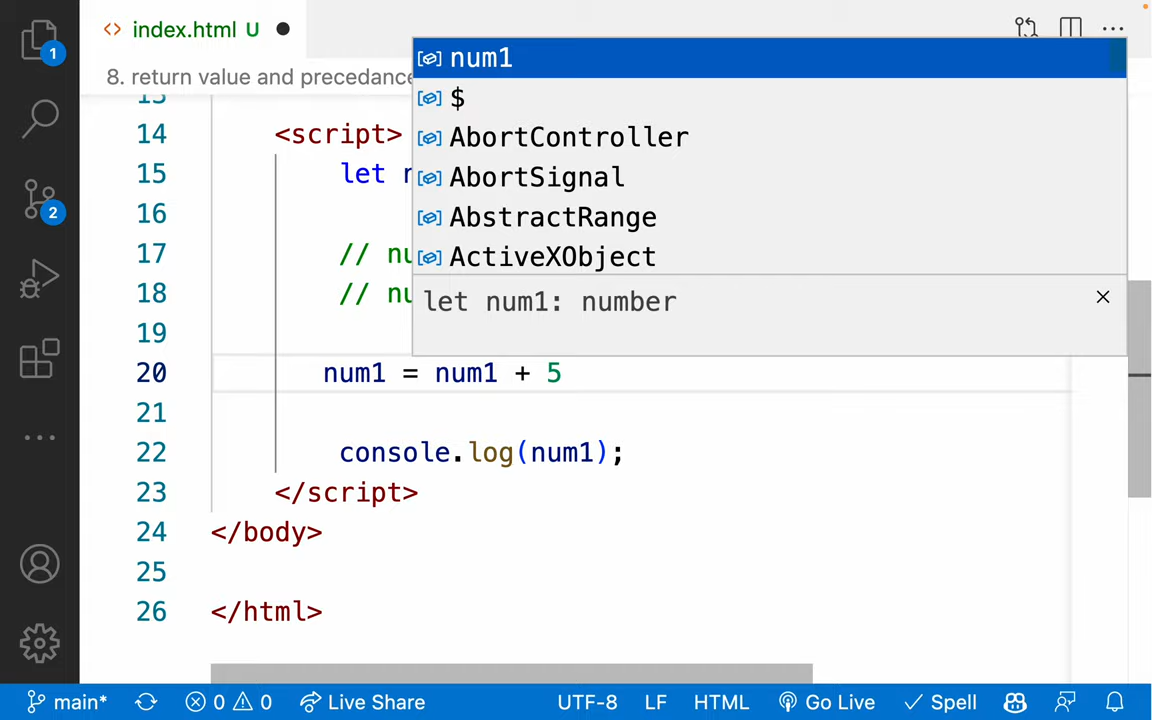 index.html U
1
8. return value and precedance
num1
$
AbortController
AbortSignal
AbstractRange
ActiveXObject
let num1: number
13
14 <script>
15 let
16
17 // nu
18 // nu
19
20 num1 = num1 + 5
21
22 console.log(num1);
23 </script>
24 </body>
25
26 </html>
2
main* 0 0 Live Share UTF-8 LF HTML Go Live Spell